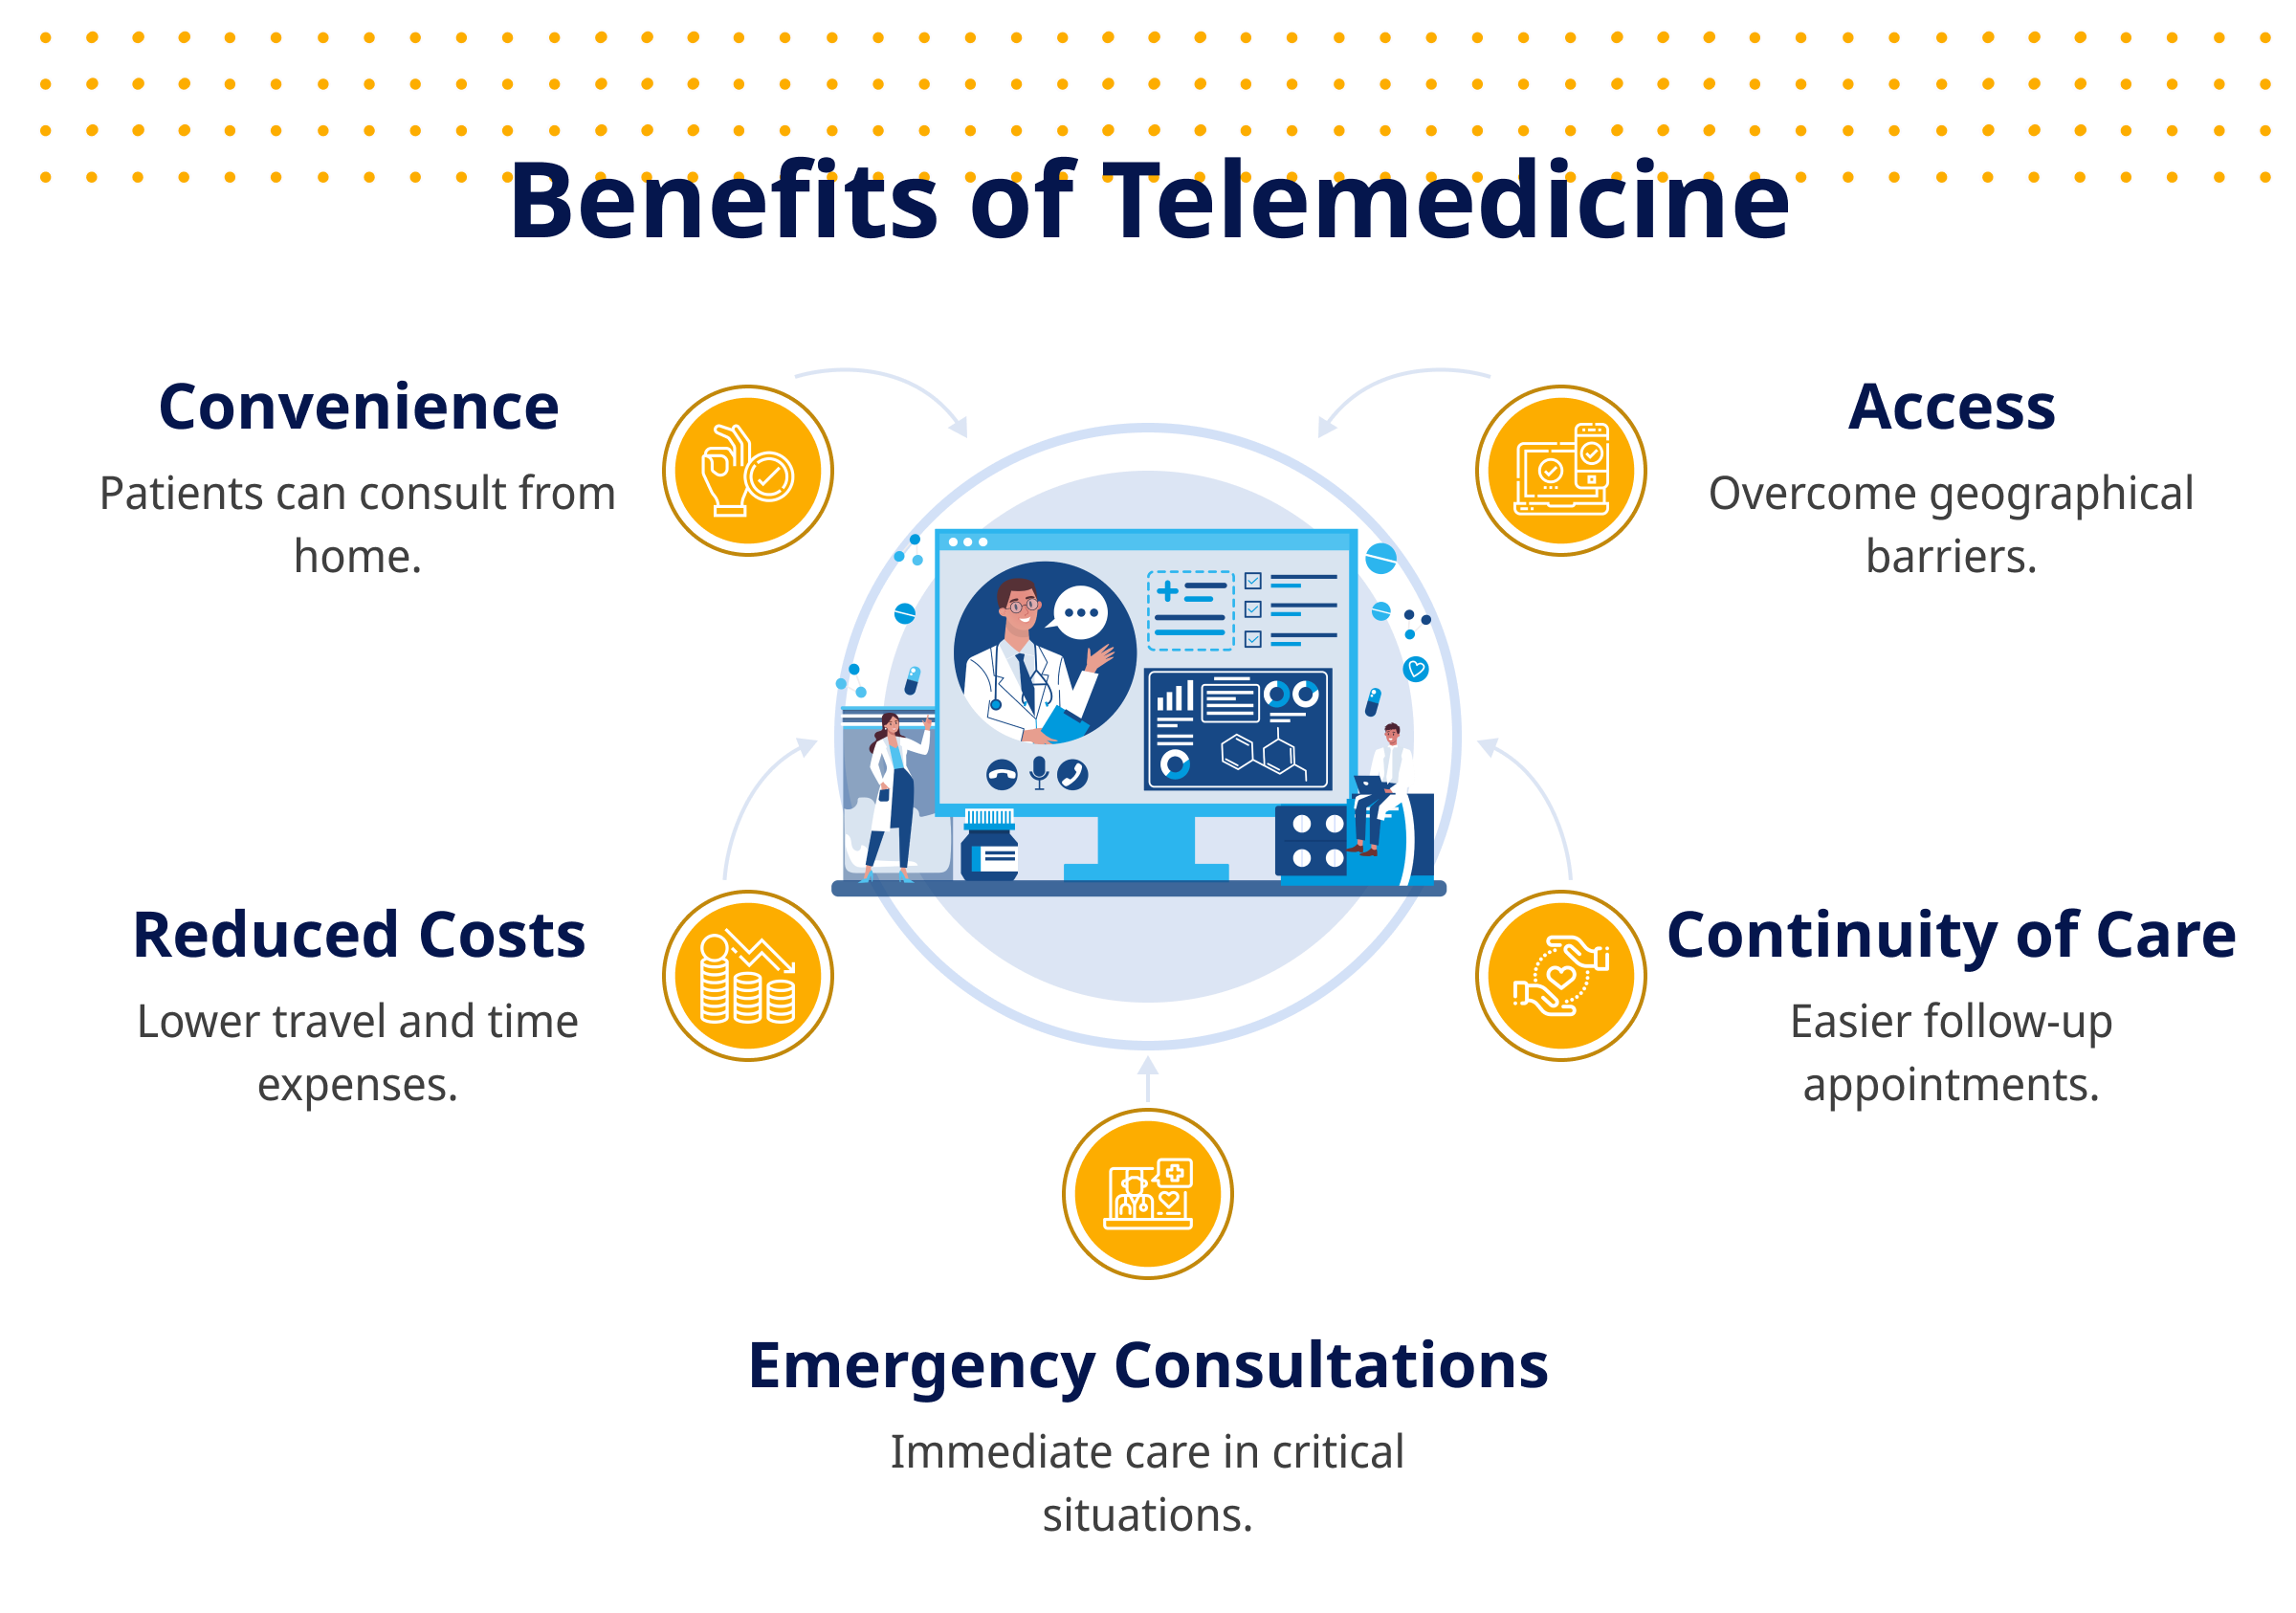 Benefits of Telemedicine
Convenience
Patients can consult from
home.
Access
Overcome geographical
barriers.
Reduced Costs
Lower travel and time
expenses.
Continuity of Care
Easier follow-up
appointments.
Emergency Consultations
Immediate care in critical
situations.